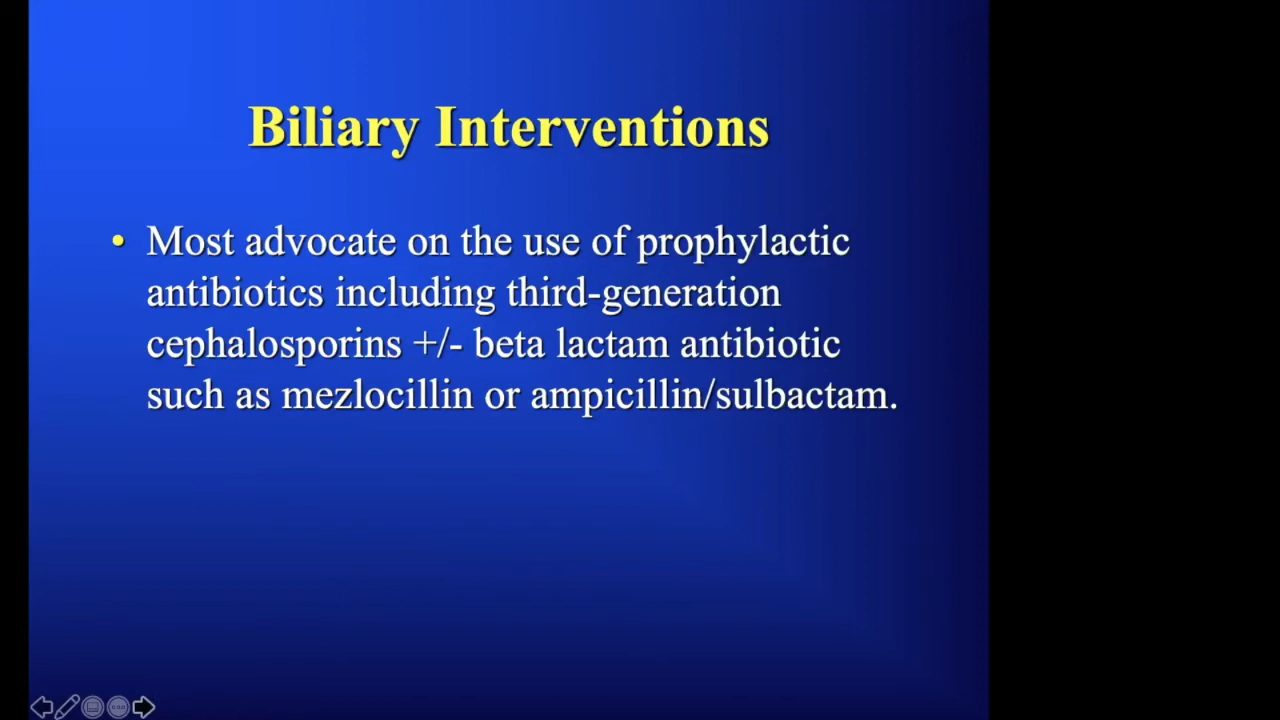 Biliary Interventions
• Most advocate on the use of prophylactic
antibiotics including third-generation
cephalosporins +/- beta lactam antibiotic
such as mezlocillin or ampicillin/sulbactam.